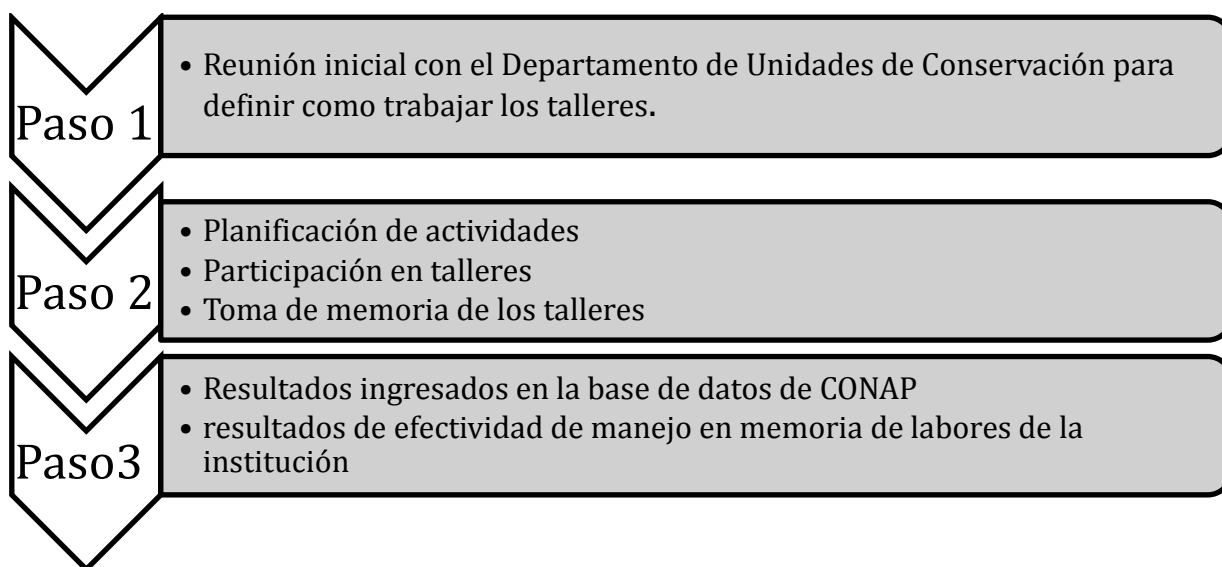 Paso 1
• Reunión inicial con el Departamento de Unidades de Conservación para
definir como trabajar los talleres.
Paso 2
• Planificación de actividades
• Participación en talleres
• Toma de memoria de los talleres
Paso3
• Resultados ingresados en la base de datos de CONAP
• resultados de efectividad de manejo en memoria de labores de la
institución